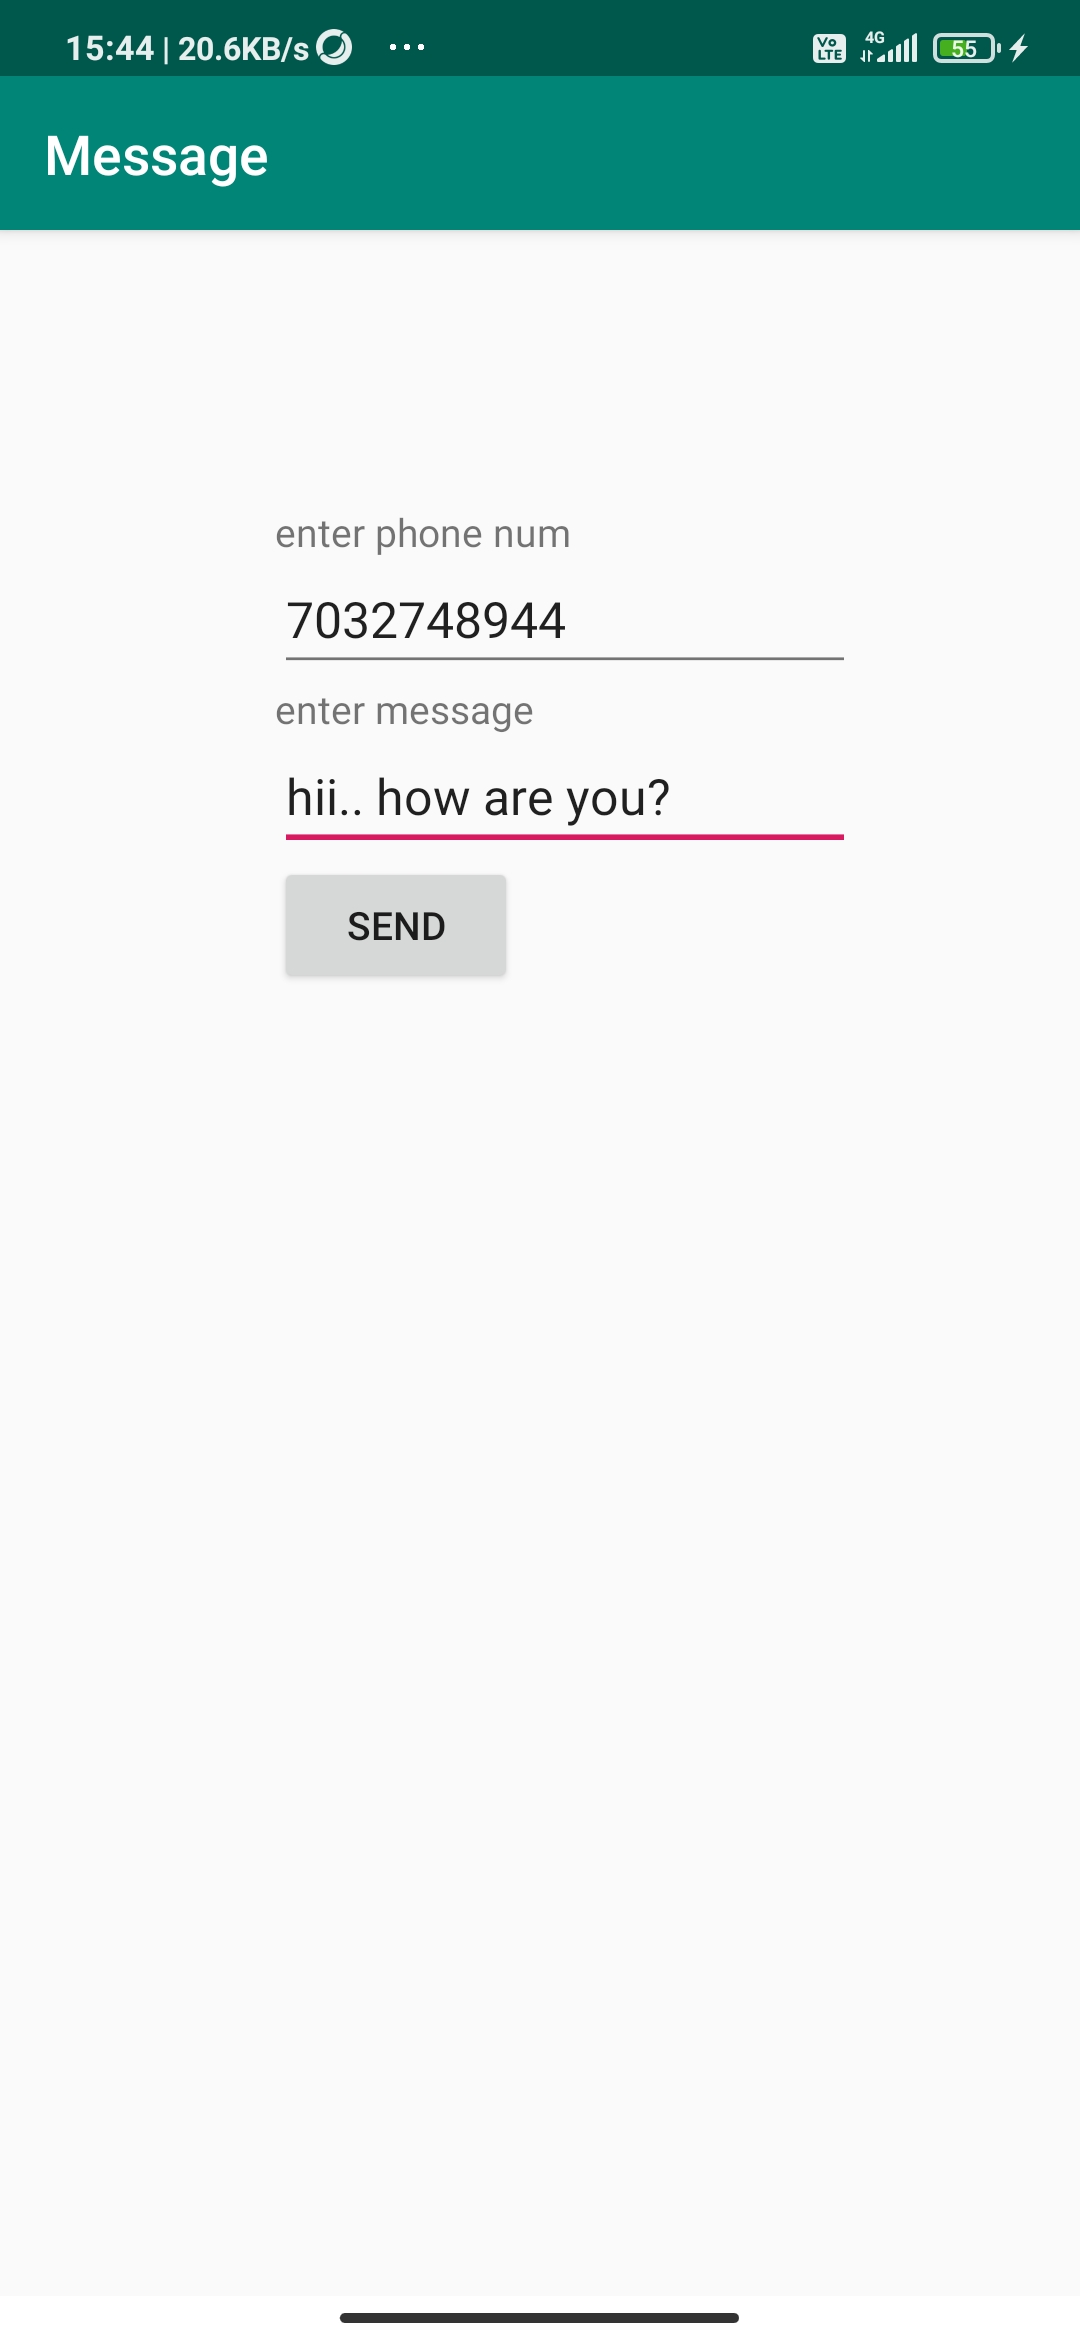 15:44 | 20.6KB/s ... Vo LTE 4G 55
Message
enter phone num
7032748944
enter message
hii.. how are you?
SEND